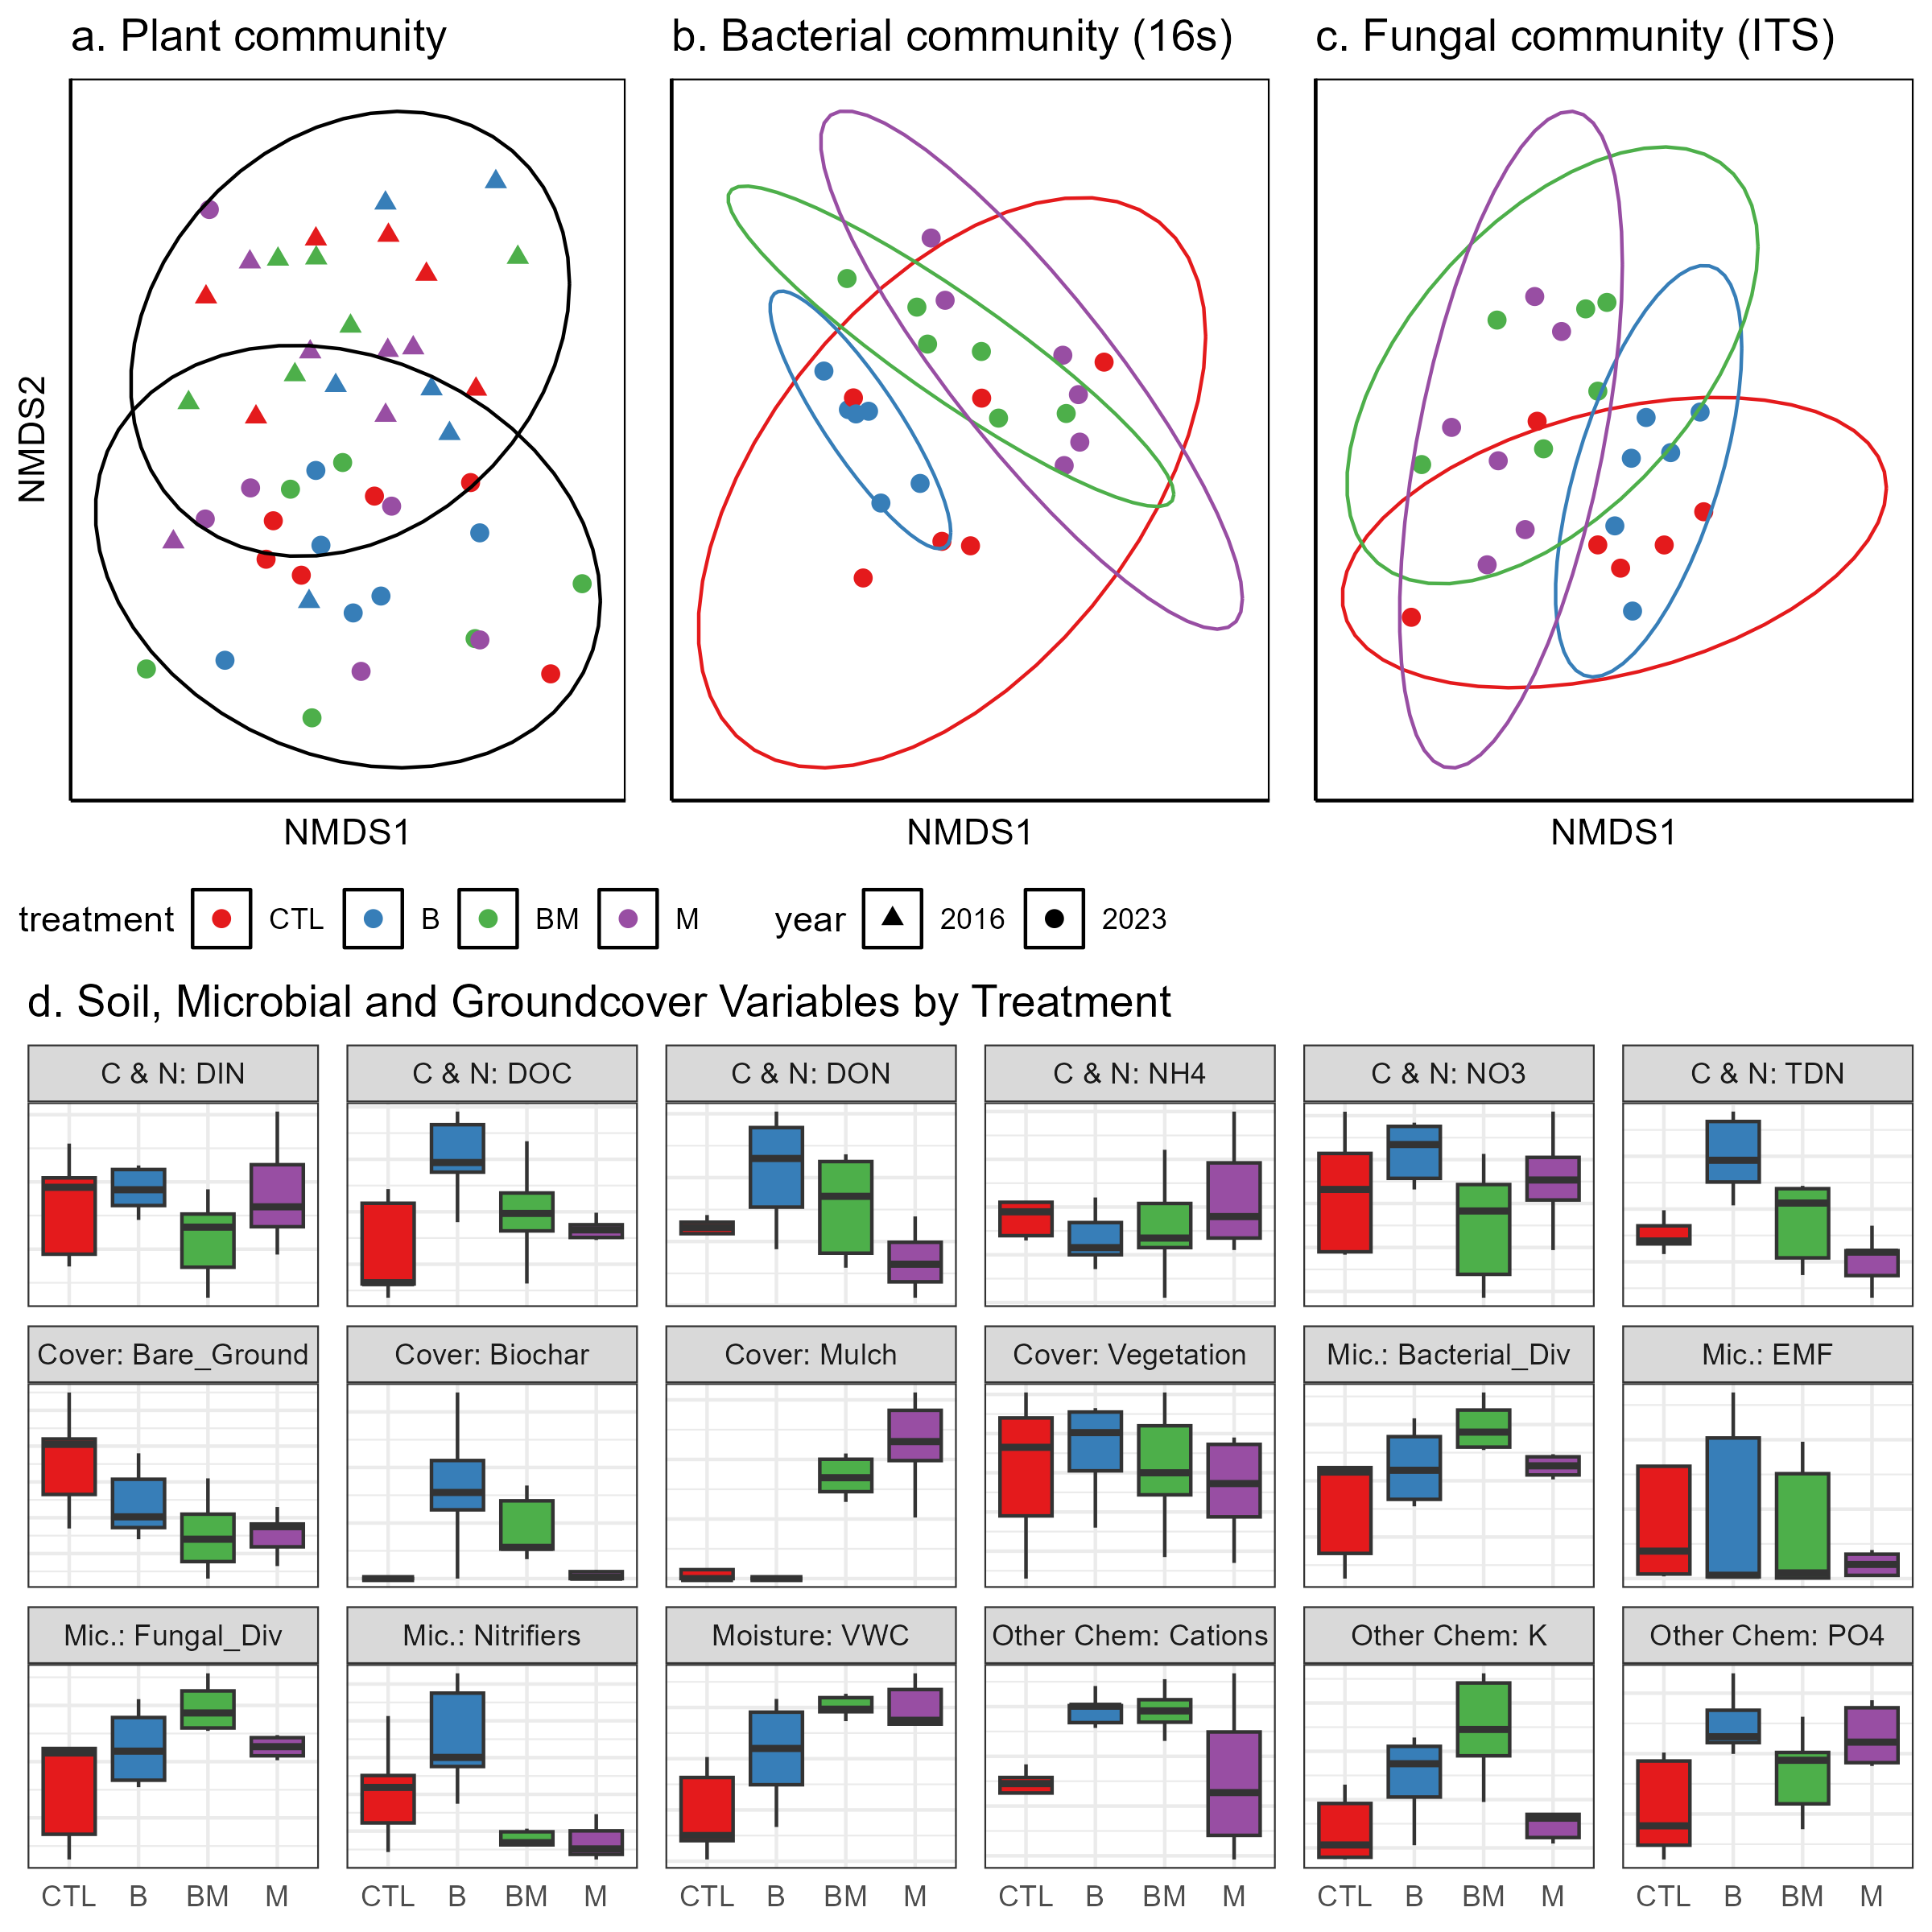 a. Plant community
b. Bacterial community (16s)
c. Fungal community (ITS)
NMDS2
NMDS1
NMDS1
NMDS1
treatment CTL B BM M year 2016 2023
d. Soil, Microbial and Groundcover Variables by Treatment
C & N: DIN
C & N: DOC
C & N: DON
C & N: NH4
C & N: NO3
C & N: TDN
Cover: Bare_Ground
Cover: Biochar
Cover: Mulch
Cover: Vegetation
Mic.: Bacterial_Div
Mic.: EMF
Mic.: Fungal_Div
Mic.: Nitrifiers
Moisture: VWC
Other Chem: Cations
Other Chem: K
Other Chem: PO4
CTL B BM M
CTL B BM M
CTL B BM M
CTL B BM M
CTL B BM M
CTL B BM M